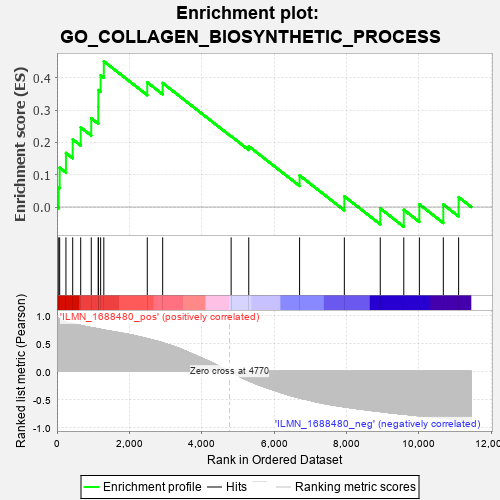 Enrichment plot:
GO_COLLAGEN_BIOSYNTHETIC_PROCESS
Enrichment score (ES)
0.4
0.3
0.2
0.1
0.0
Ranked list metric (Pearson)
1.0
0.5
0.0
-0.5
-1.0
'ILMN_1688480_pos' (positively correlated)
Zero cross at 4770
'ILMN_1688480_neg' (negatively correlated)
0 2,000 4,000 6,000 8,000 10,000 12,000
Rank in Ordered Dataset
Enrichment profile Hits Ranking metric scores